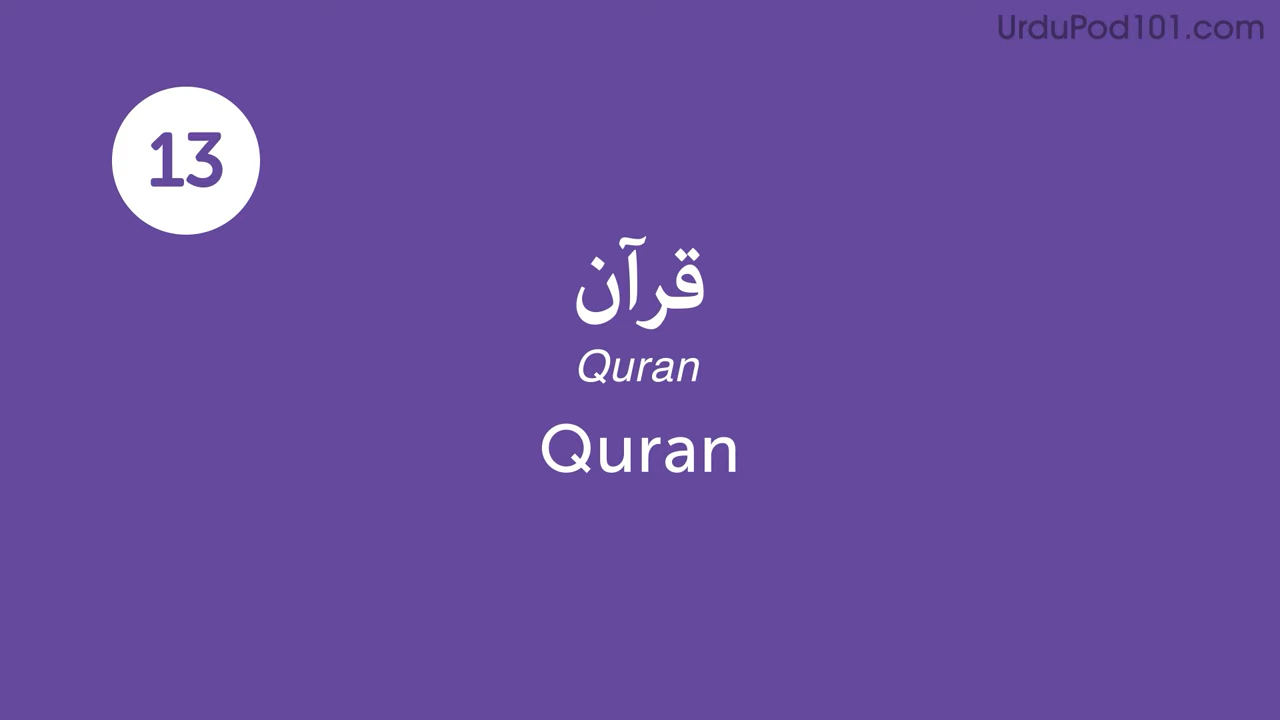 UrduPod101.com
13
قرآن
Quran
Quran